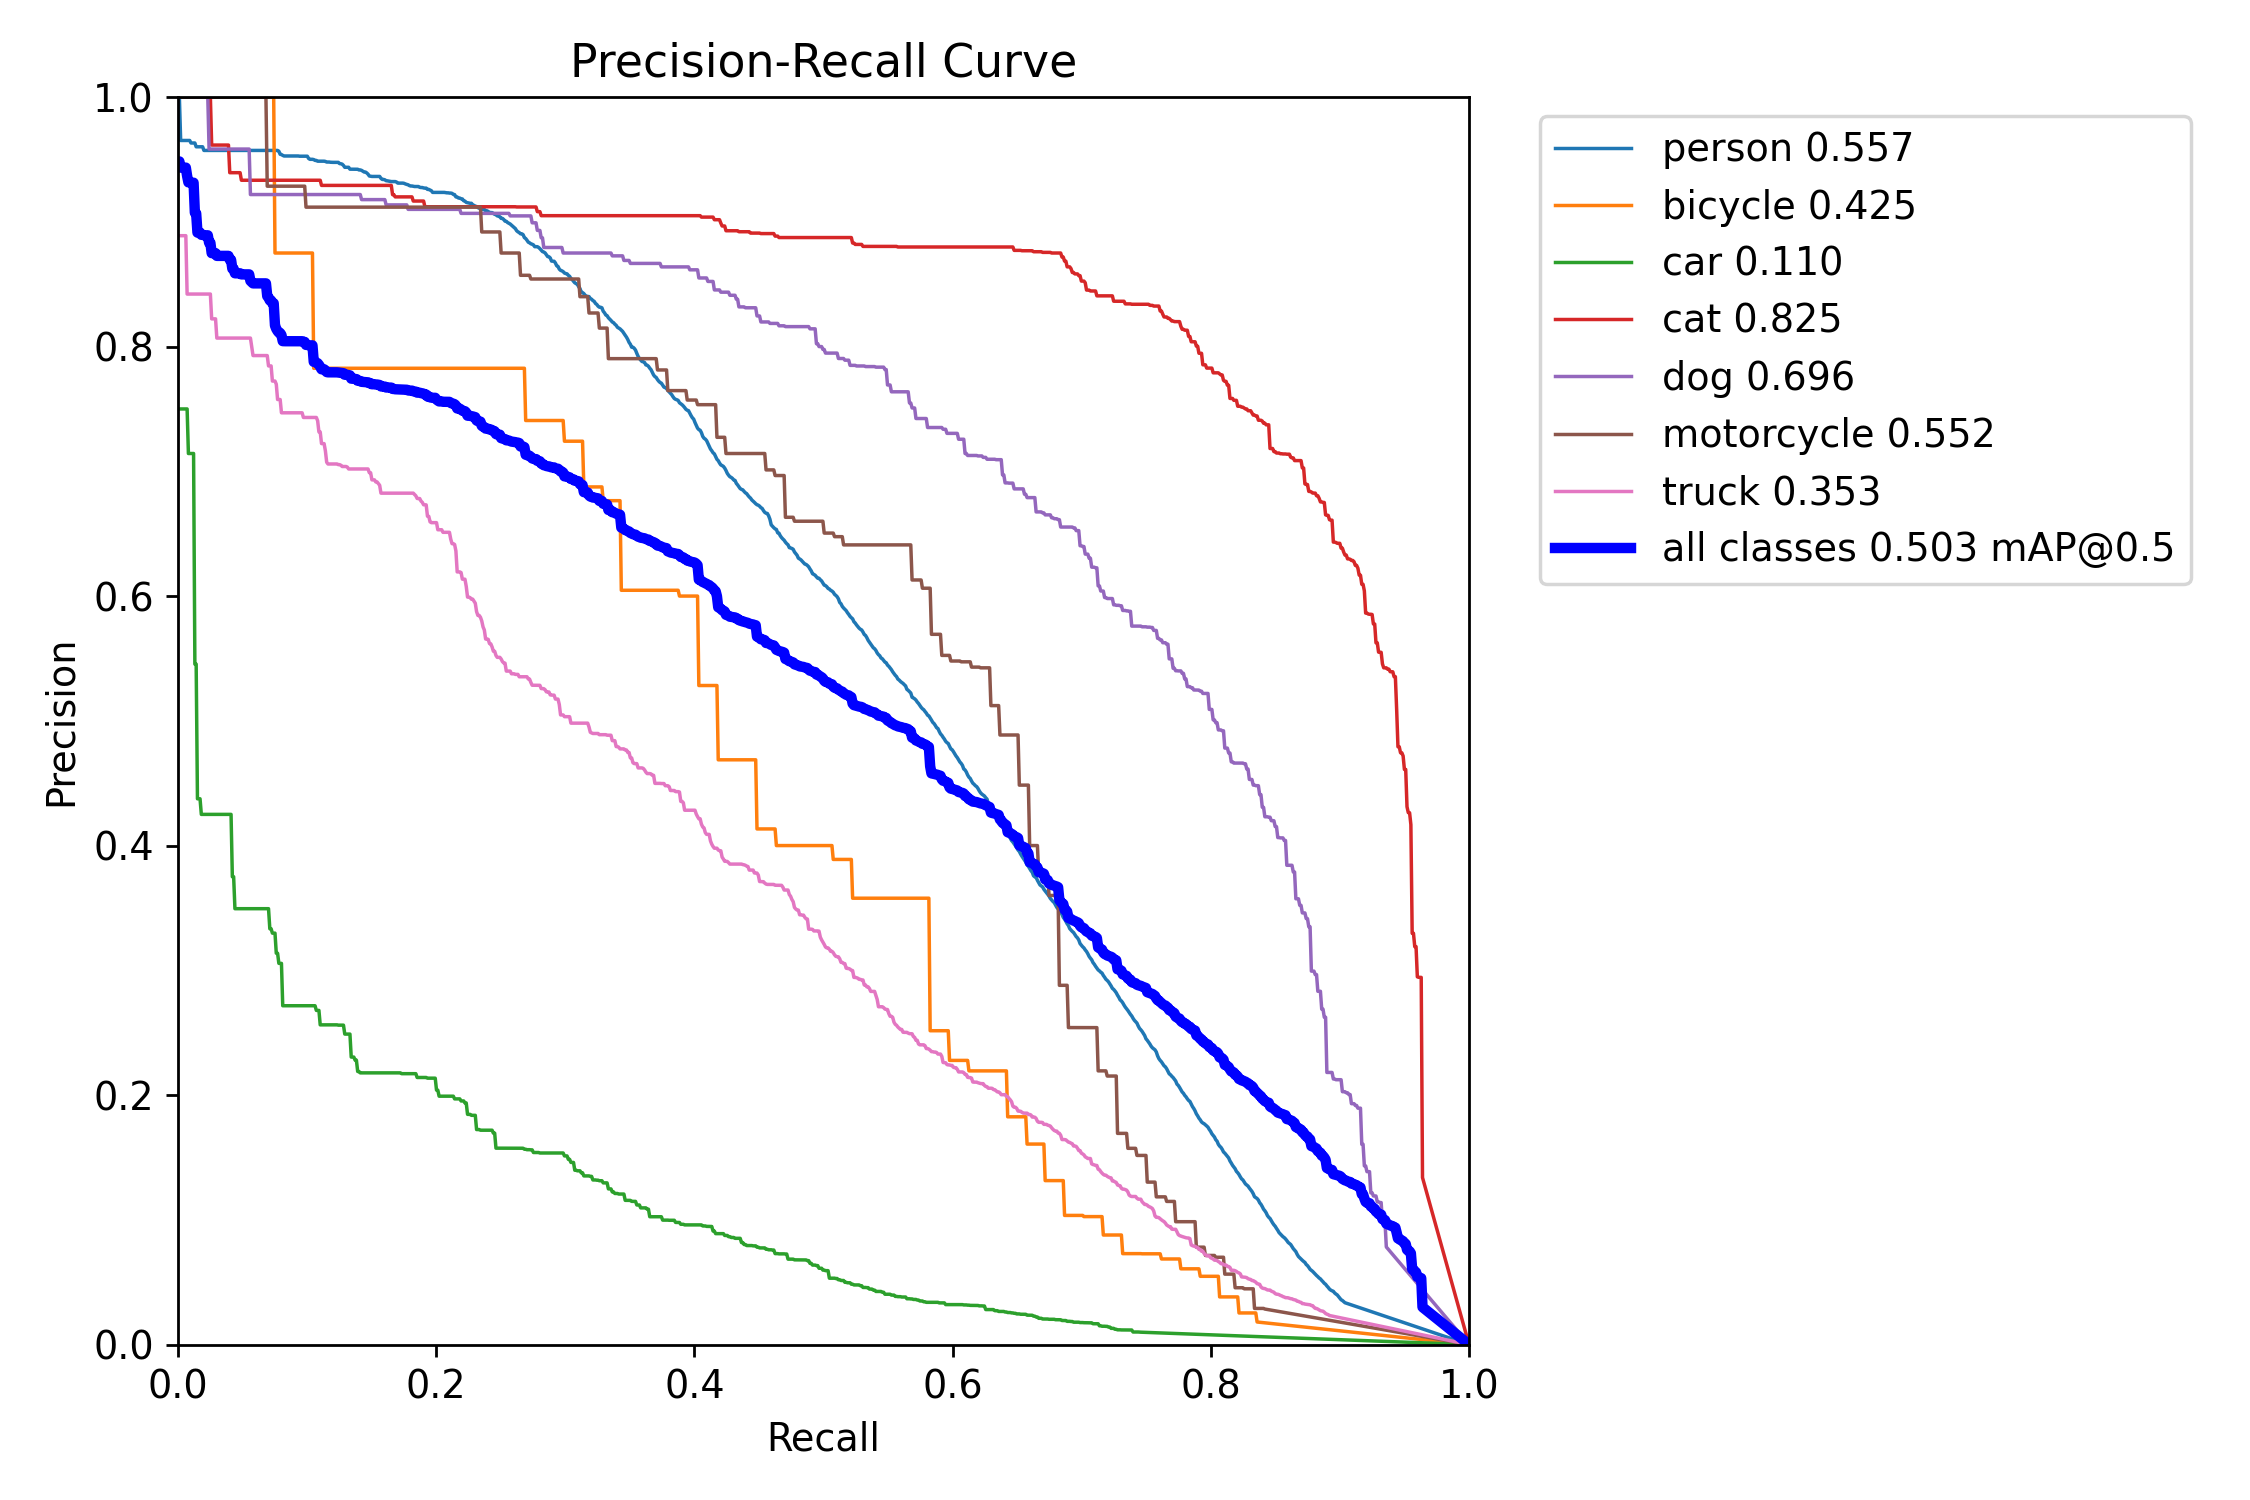 Precision-Recall Curve
1.0
0.8
0.6
0.4
0.2
0.0
Precision
0.0 0.2 0.4 0.6 0.8 1.0
Recall
person 0.557
bicycle 0.425
car 0.110
cat 0.825
dog 0.696
motorcycle 0.552
truck 0.353
all classes 0.503 mAP@0.5